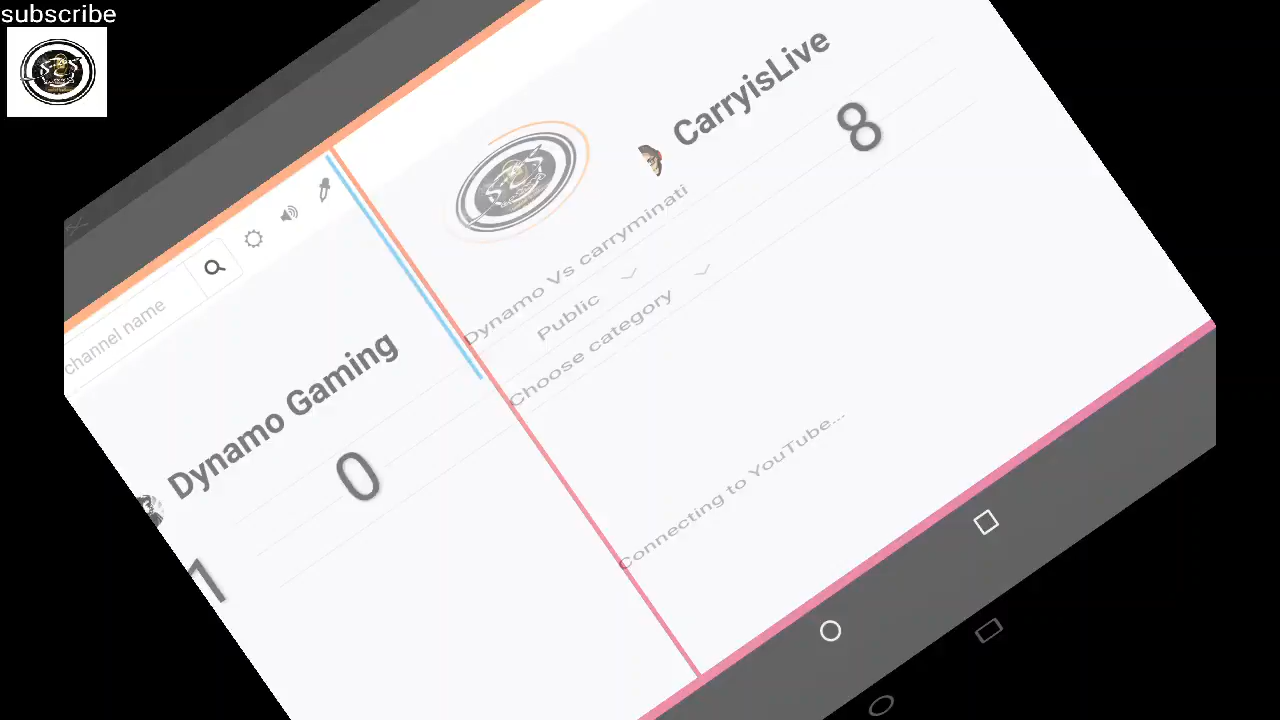 subscribe
CarryisLive
8
Dynamo Vs carryminati
Public
Choose category
channel name
Dynamo Gaming
0
1
Connecting to YouTube...